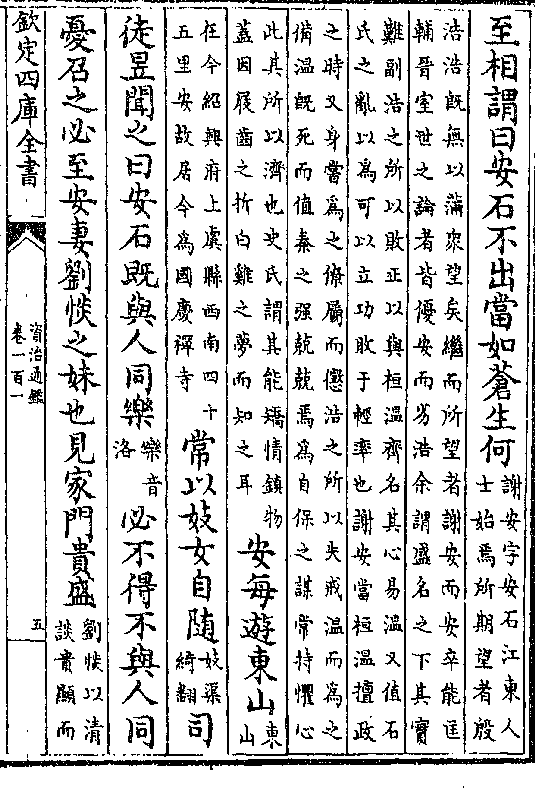 至相謂曰安石不出當如蒼生何謝安字安石江東人
士始焉所期望者殷
浩浩既無以滿衆望矣繼而所望者謝安而安卒能匡
輔晉室世之論者皆優安而劣浩余謂盛名之下其實
難副浩之所以敗正以與桓溫齊名其心易溫又值石
氏之亂以為可以立功敗于輕率也謝安當桓溫擅政
之時又身嘗為之僚屬而懲浩之所以失戒溫而為之
備溫既死而值秦之强兢兢焉為自保之謀常持懼心
此其所以濟也史氏謂其能矯情鎮物
蓋因屐齒之折白雞之夢而知之耳
安每遊東山東
山
在今紹興府上虞縣西南四十
五里安故居今為國慶禪寺
常以妓女自隨妓渠
綺翻
司
徒昱聞之曰安石既與人同樂樂音
洛
必不得不與人同
憂召之必至安妻劉惔之妹也見家門貴盛劉惔以清
談貴顯而
欽定四庫全書
資治通鑑
卷一百一
五